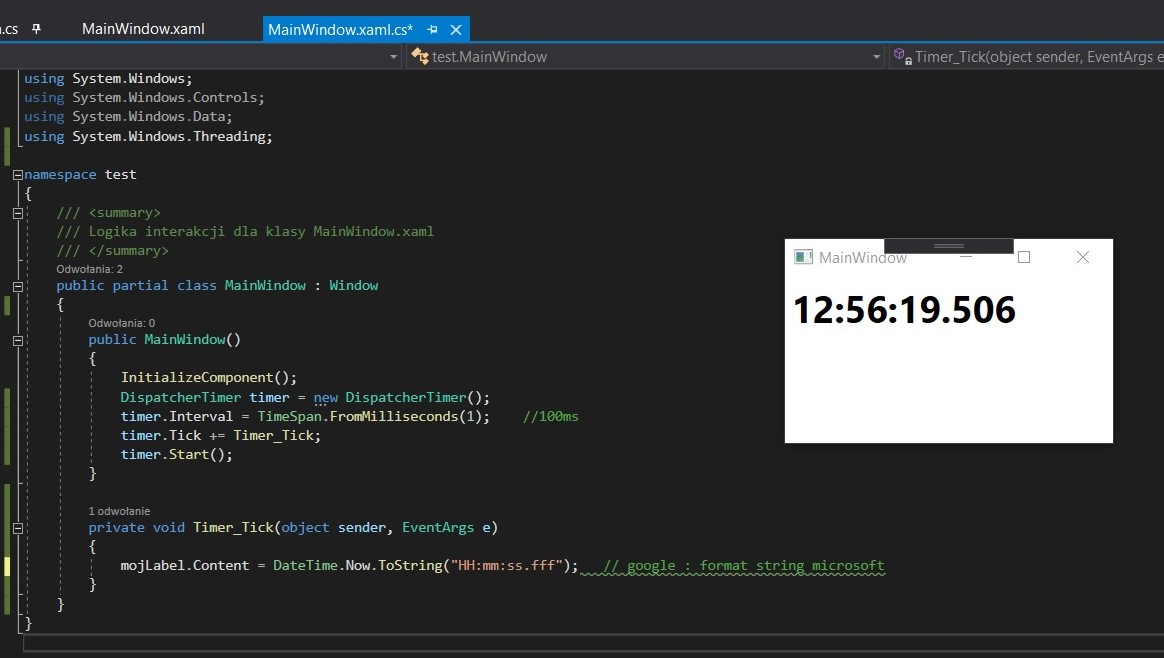 .cs MainWindow.xaml MainWindow.xaml.cs*
test.MainWindow Timer_Tick(object sender, EventArgs e
using System.Windows;
using System.Windows.Controls;
using System.Windows.Data;
using System.Windows.Threading;
namespace test
{
/// <summary>
/// Logika interakcji dla klasy MainWindow.xaml
/// </summary>
Odwołania: 2
public partial class MainWindow : Window
{
Odwołania: 0
public MainWindow()
{
InitializeComponent();
DispatcherTimer timer = new DispatcherTimer();
timer.Interval = TimeSpan.FromMilliseconds(1); //100ms
timer.Tick += Timer_Tick;
timer.Start();
}
1 odwołanie
private void Timer_Tick(object sender, EventArgs e)
{
mojLabel.Content = DateTime.Now.ToString("HH:mm:ss.fff"); // google : format string microsoft
}
}
}
MainWindow
12:56:19.506